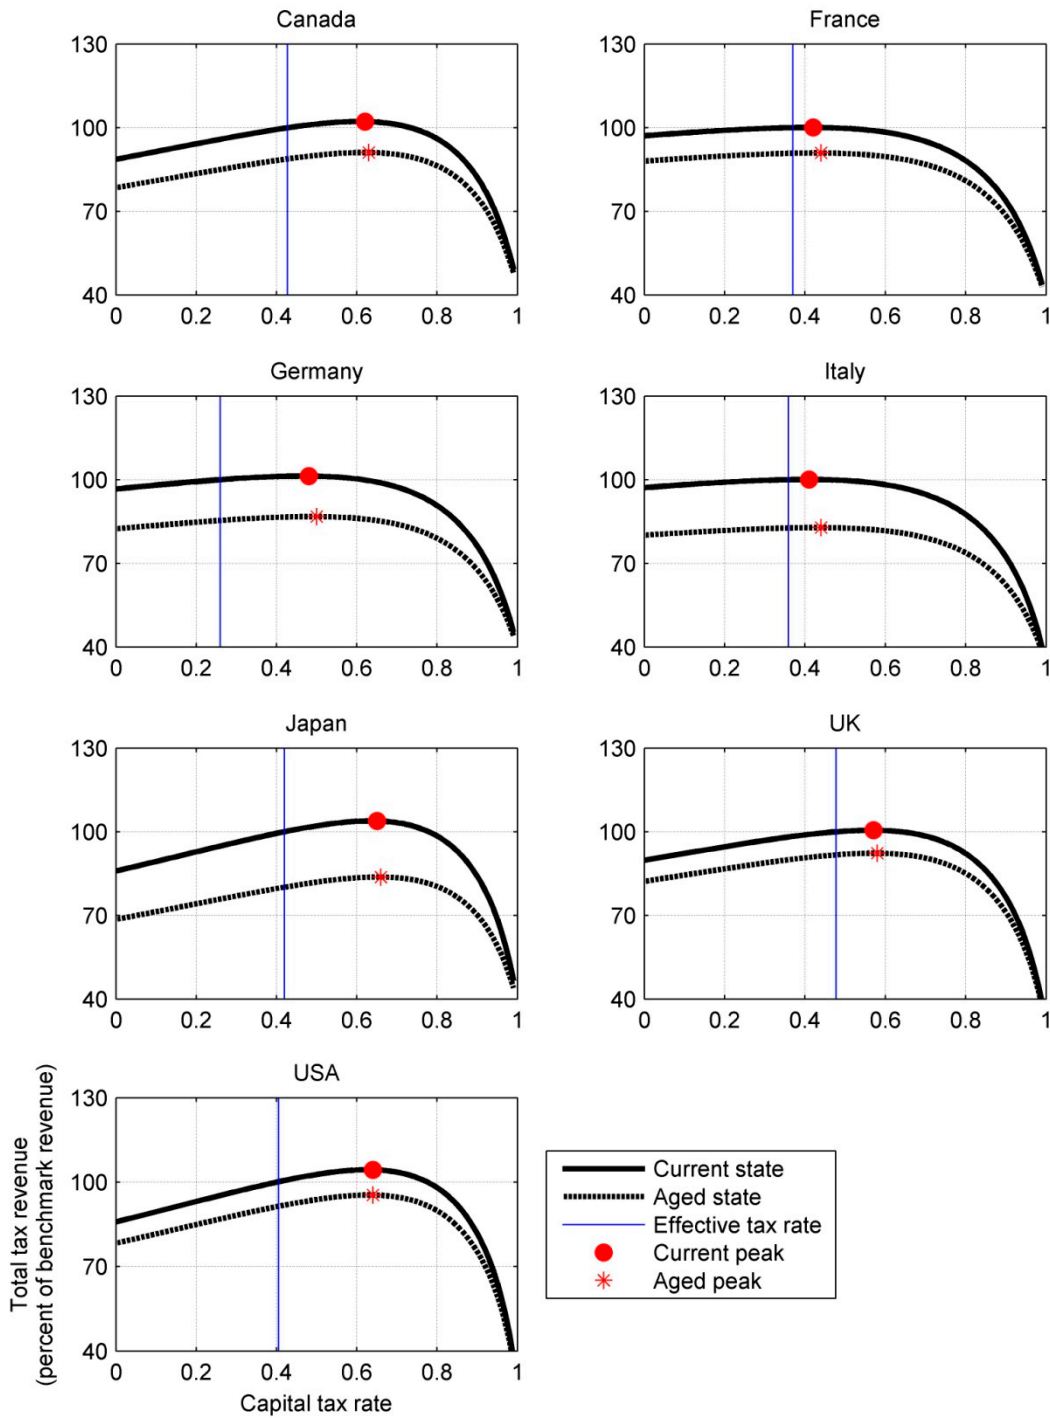 Canada
130
100
70
40
0 0.2 0.4 0.6 0.8 1
France
130
100
70
40
0 0.2 0.4 0.6 0.8 1
Germany
130
100
70
40
0 0.2 0.4 0.6 0.8 1
Italy
130
100
70
40
0 0.2 0.4 0.6 0.8 1
Japan
130
100
70
40
0 0.2 0.4 0.6 0.8 1
UK
130
100
70
40
0 0.2 0.4 0.6 0.8 1
USA
Total tax revenue
(percent of benchmark revenue)
130
100
70
40
0 0.2 0.4 0.6 0.8 1
Capital tax rate
Current state
Aged state
Effective tax rate
Current peak
Aged peak